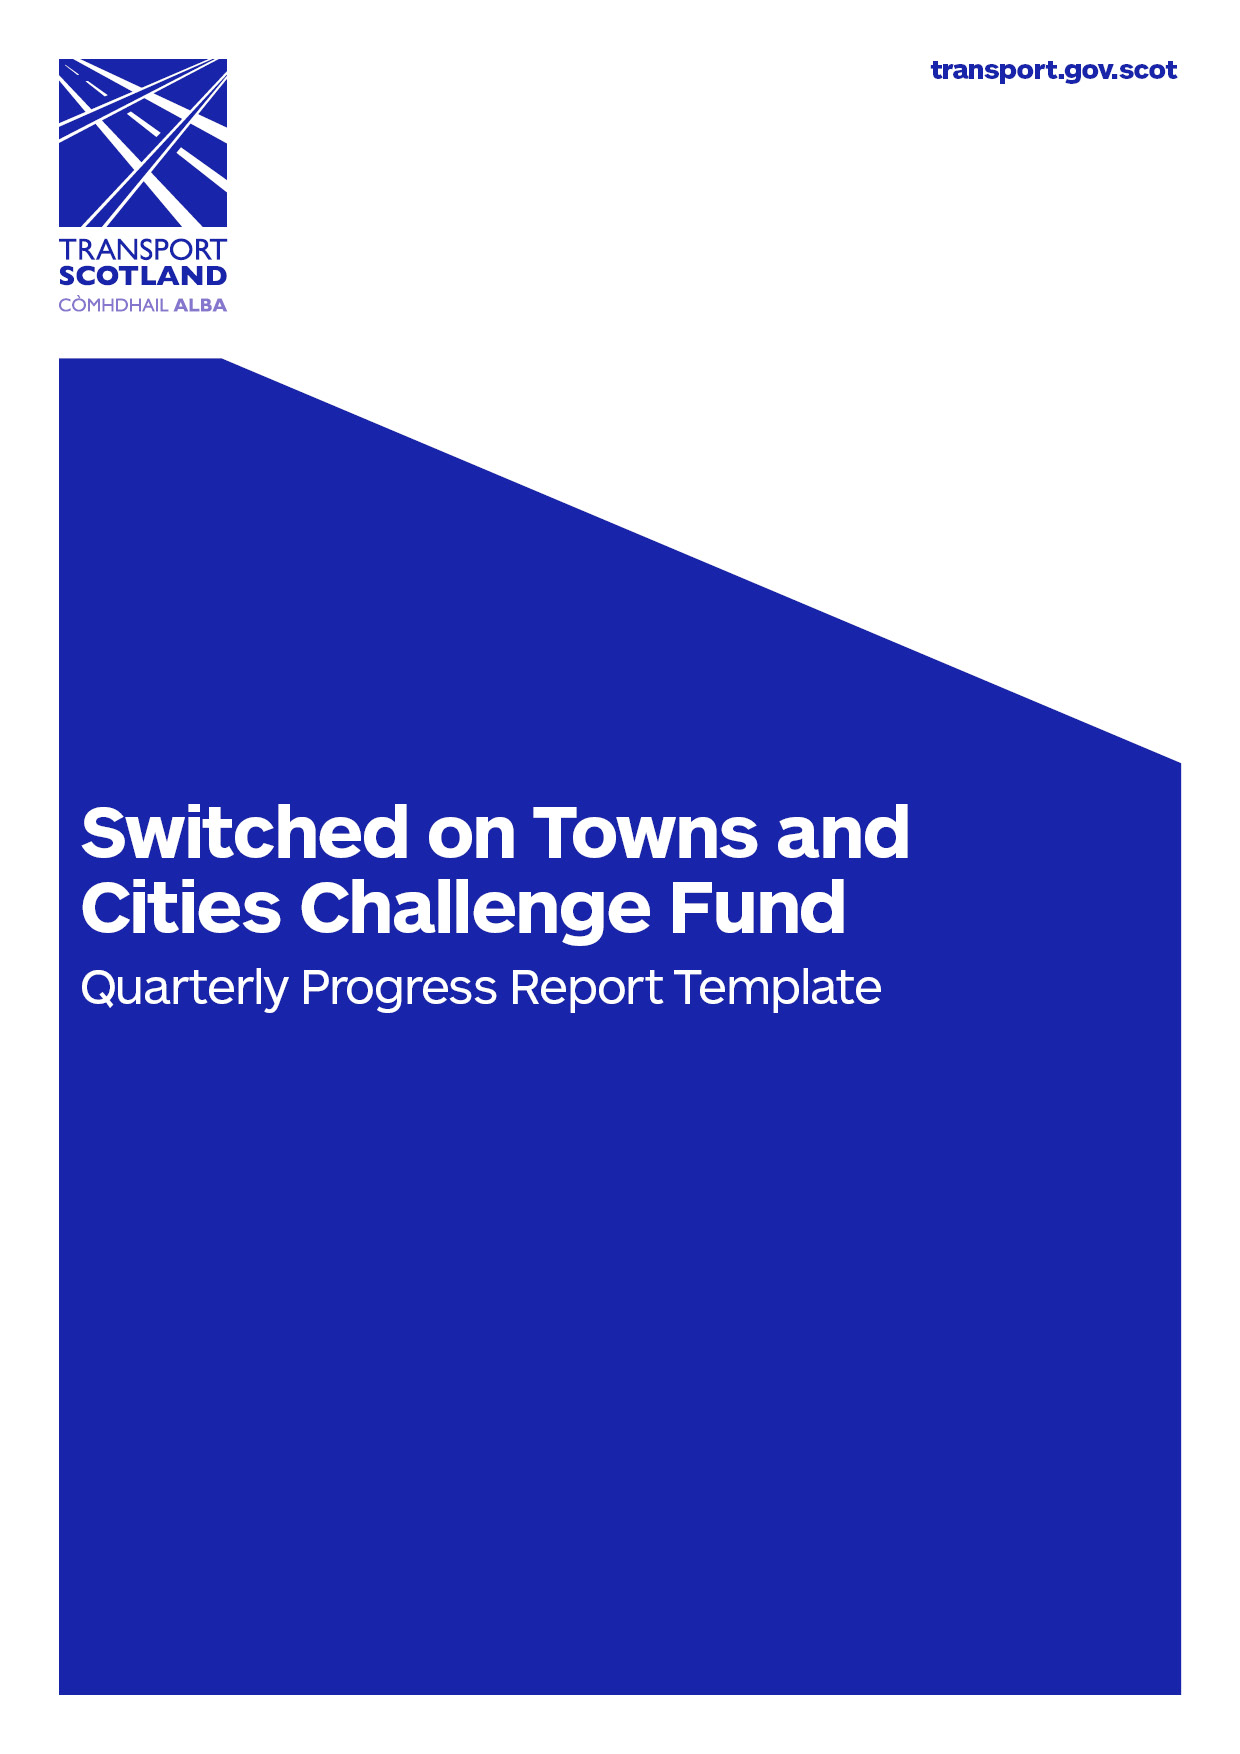 transport.gov.scot
TRANSPORT
SCOTLAND
CÒMHDHAIL ALBA
Switched on Towns and
Cities Challenge Fund
Quarterly Progress Report Template